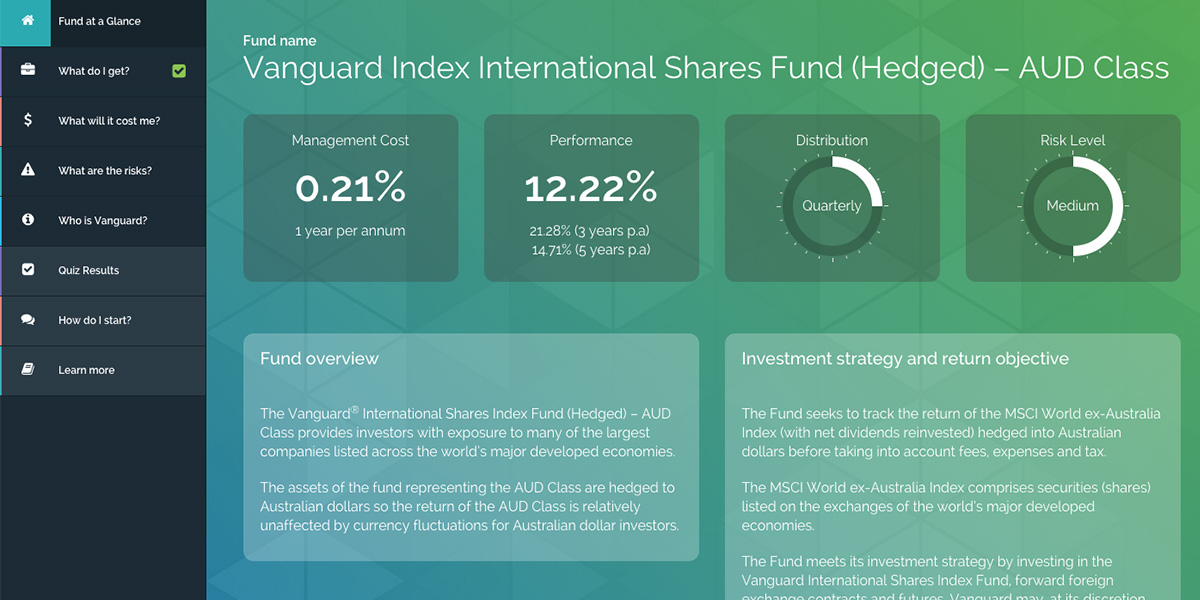 Fund at a Glance
What do I get?
What will it cost me?
What are the risks?
Who is Vanguard?
Quiz Results
How do I start?
Learn more
Fund name
Vanguard Index International Shares Fund (Hedged) – AUD Class
Management Cost
0.21%
1 year per annum
Performance
12.22%
21.28% (3 years p.a)
14.71% (5 years p.a)
Distribution
Quarterly
Risk Level
Medium
Fund overview
The Vanguard® International Shares Index Fund (Hedged) – AUD
Class provides investors with exposure to many of the largest
companies listed across the world's major developed economies.
The assets of the fund representing the AUD Class are hedged to
Australian dollars so the return of the AUD Class is relatively
unaffected by currency fluctuations for Australian dollar investors.
Investment strategy and return objective
The Fund seeks to track the return of the MSCI World ex-Australia
Index (with net dividends reinvested) hedged into Australian
dollars before taking into account fees, expenses and tax.
The MSCI World ex-Australia Index comprises securities (shares)
listed on the exchanges of the world's major developed
economies.
The Fund meets its investment strategy by investing in the
Vanguard International Shares Index Fund, forward foreign
exchange contracts and futures. Vanguard may, at its discretion